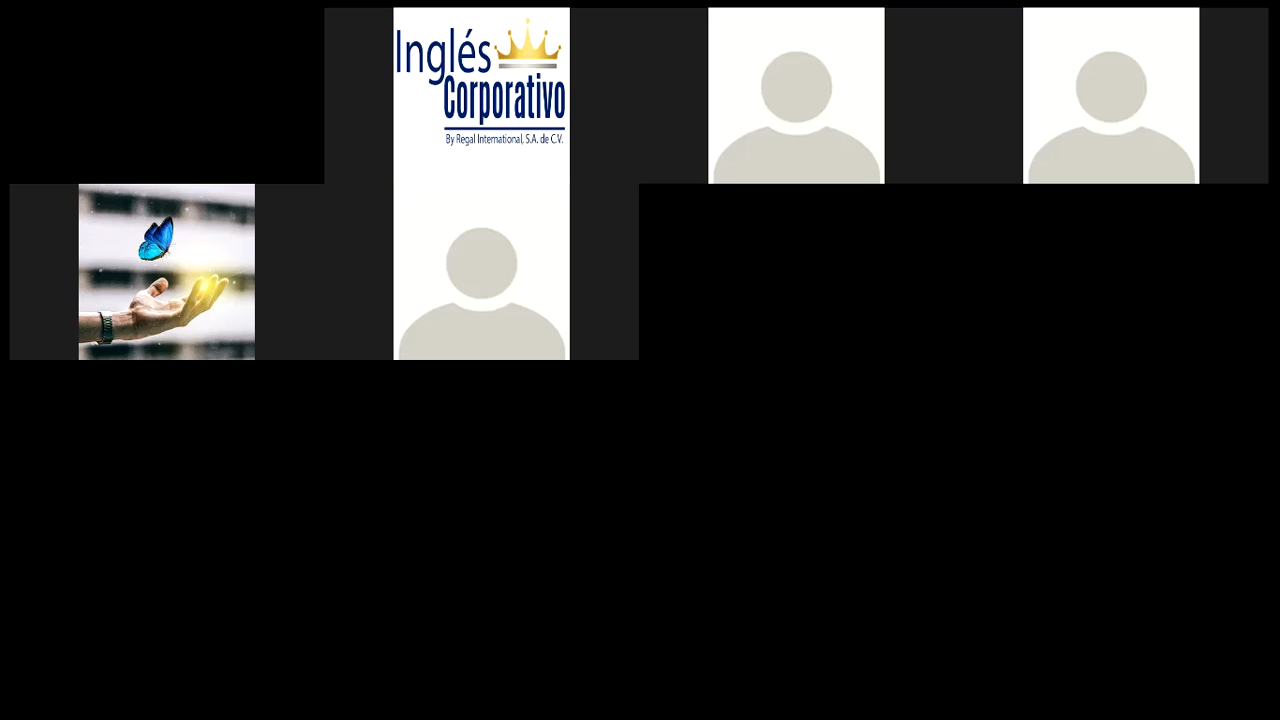 Inglés
Corporativo
By Regal International, S.A. de C.V.